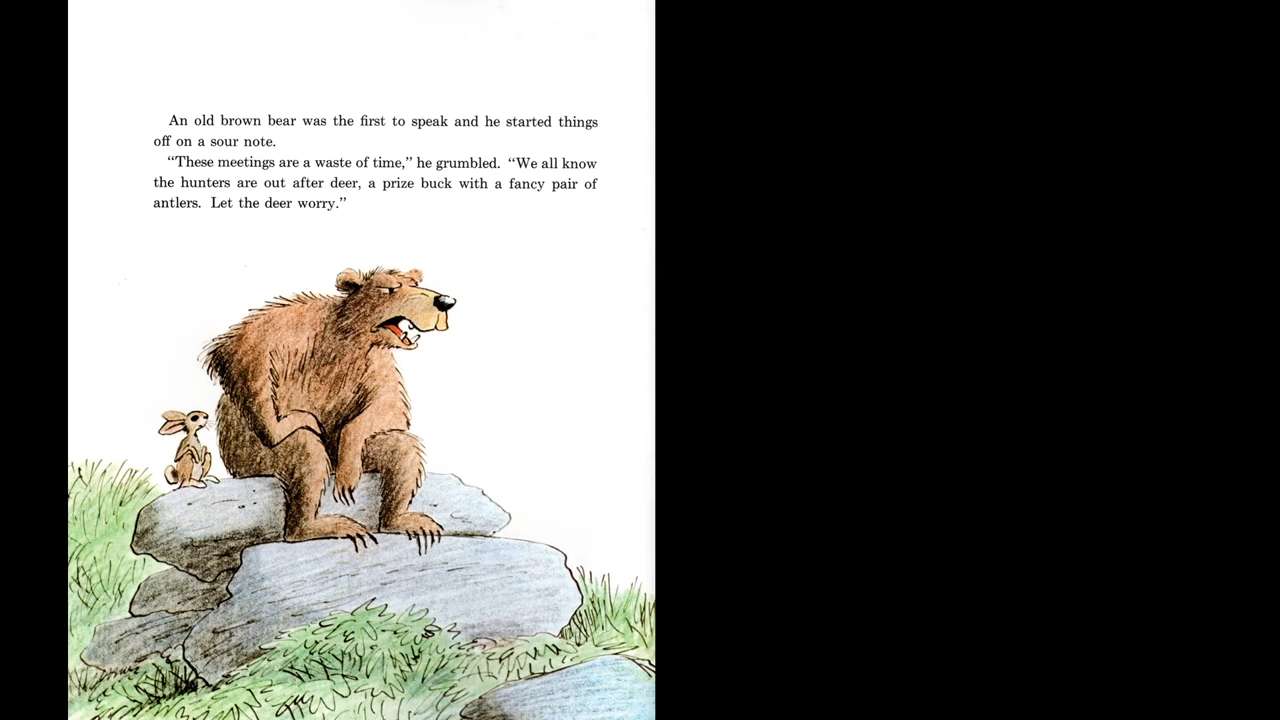 An old brown bear was the first to speak and he started things
off on a sour note.
“These meetings are a waste of time,” he grumbled. “We all know
the hunters are out after deer, a prize buck with a fancy pair of
antlers. Let the deer worry.”